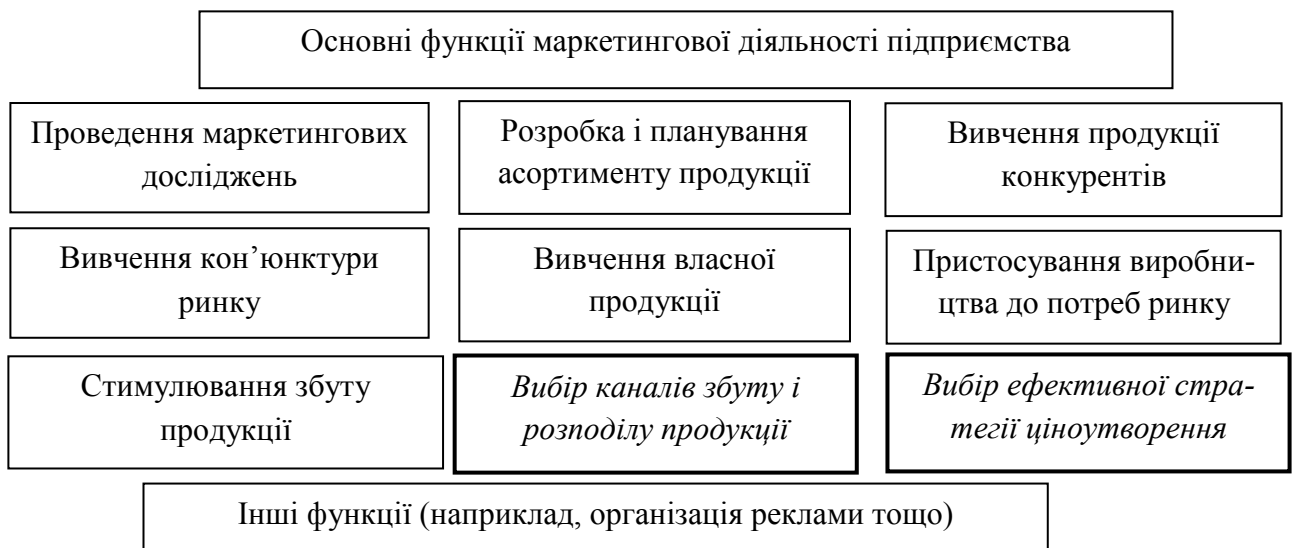 Основні функції маркетингової діяльності підприємства
Проведення маркетингових
досліджень
Розробка і планування
асортименту продукції
Вивчення продукції
конкурентів
Вивчення кон’юнктури
ринку
Вивчення власної
продукції
Пристосування виробни-
цтва до потреб ринку
Стимулювання збуту
продукції
Вибір каналів збуту і
розподілу продукції
Вибір ефективної стра-
тегії ціноутворення
Інші функції (наприклад, організація реклами тощо)